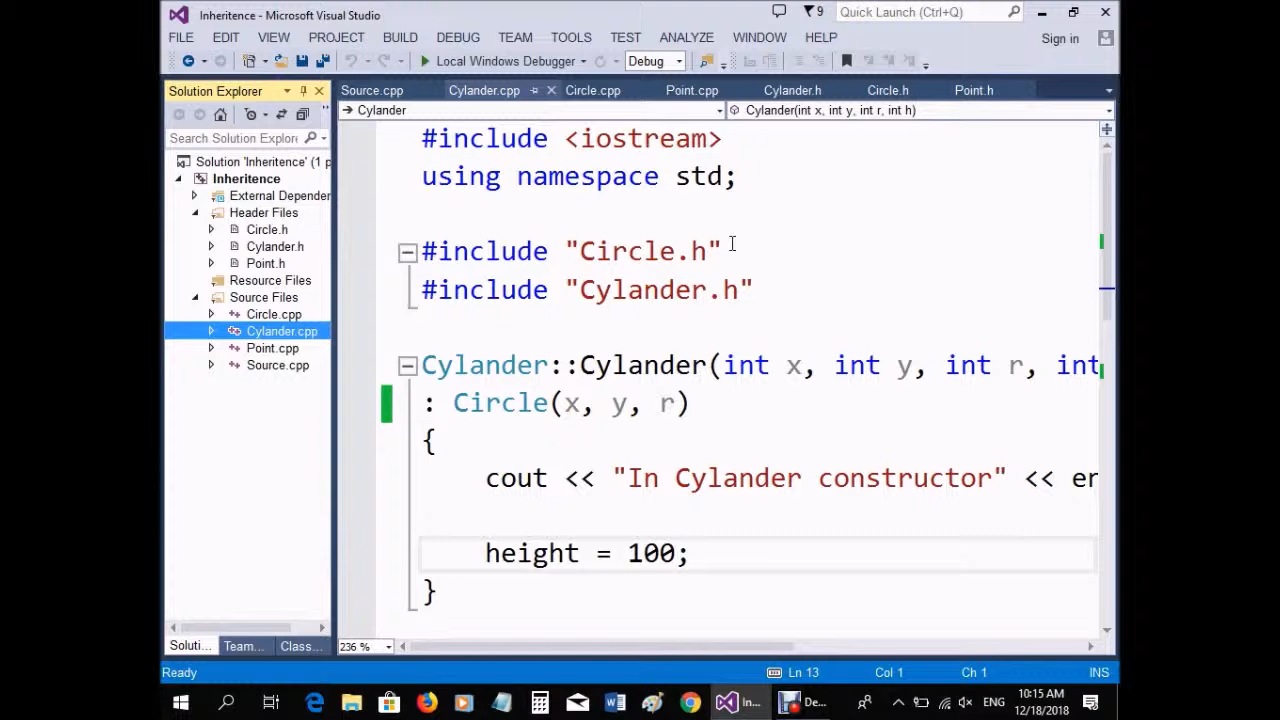 Inheritence - Microsoft Visual Studio
9
Quick Launch (Ctrl+Q)
FILE EDIT VIEW PROJECT BUILD DEBUG TEAM TOOLS TEST ANALYZE WINDOW HELP
Sign in
Local Windows Debugger
Debug
Solution Explorer
Source.cpp Cylander.cpp Circle.cpp Point.cpp Cylander.h Circle.h Point.h
Cylander
Cylander(int x, int y, int r, int h)
Search Solution Explor
Solution 'Inheritence' (1 p
Inheritence
External Dependen
Header Files
Circle.h
Cylander.h
Point.h
Resource Files
Source Files
Circle.cpp
Cylander.cpp
Point.cpp
Source.cpp
#include <iostream>
using namespace std;
#include "Circle.h"
#include "Cylander.h"
Cylander::Cylander(int x, int y, int r, int
: Circle(x, y, r)
{
cout << "In Cylander constructor" << en
height = 100;
}
Soluti... Team... Class...
236 %
Ready
Ln 13
Col 1
Ch 1
INS
In...
De...
ENG
10:15 AM
12/18/2018